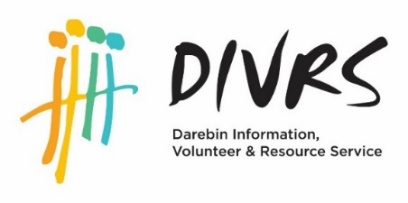 DIVRS
Darebin Information,
Volunteer & Resource Service